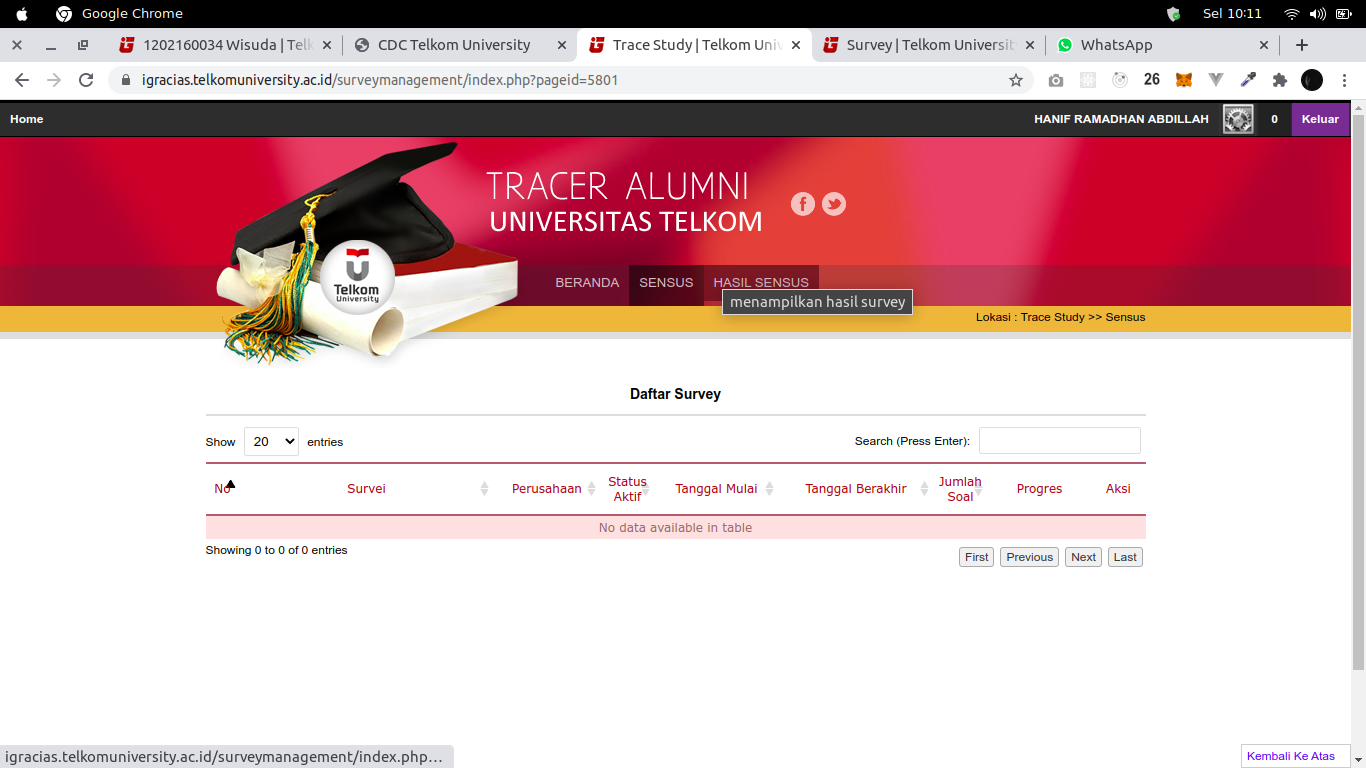 Google Chrome
Sel 10:11
1202160034 Wisuda | Telk
CDC Telkom University
Trace Study | Telkom Univ
Survey | Telkom Universit
WhatsApp
igracias.telkomuniversity.ac.id/surveymanagement/index.php?pageid=5801
26
Home
HANIF RAMADHAN ABDILLAH
0
Keluar
TRACER ALUMNI
UNIVERSITAS TELKOM
Telkom
University
BERANDA
SENSUS
HASIL SENSUS
menampilkan hasil survey
Lokasi : Trace Study >> Sensus
Daftar Survey
Show 20 entries
Search (Press Enter):
No
Survei
Perusahaan
Status Aktif
Tanggal Mulai
Tanggal Berakhir
Jumlah Soal
Progres
Aksi
No data available in table
Showing 0 to 0 of 0 entries
First
Previous
Next
Last
igracias.telkomuniversity.ac.id/surveymanagement/index.php…
Kembali Ke Atas